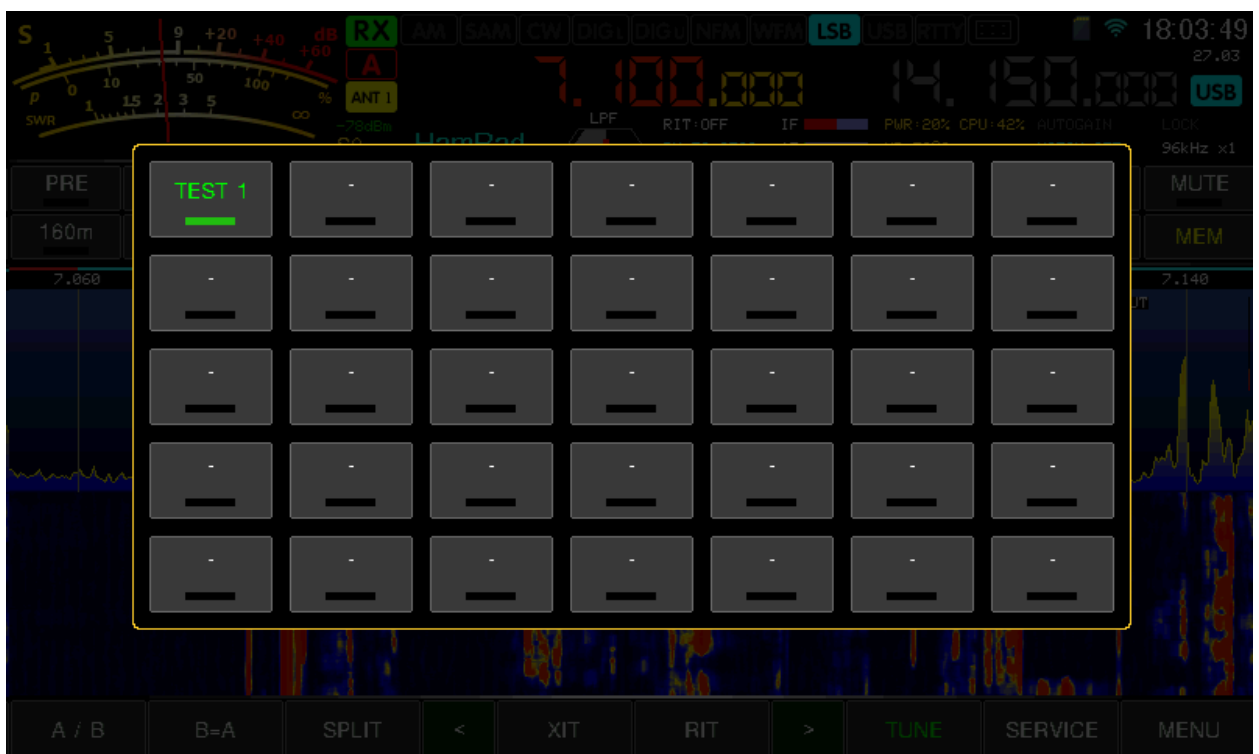 S 1 5 9 +20 +40 +60 dB
P 0 10 50 100 %
SWR 1 1.5 2 3 5 ∞
RX
A
ANT 1
-78dBm
AM SAM CW DIGL DIGU NFM WFM LSB USB RTTY
18:03:49
27.03
7.100.000
14.150.000
USB
LPF RIT:OFF IF PWR:20% CPU:42% AUTOGAIN LOCK
96kHz x1
PRE MUTE
160m MEM
7.060 7.140
TEST 1 - - - - - -
- - - - - - -
- - - - - - -
- - - - - - -
- - - - - - -
A / B B=A SPLIT < XIT RIT > TUNE SERVICE MENU